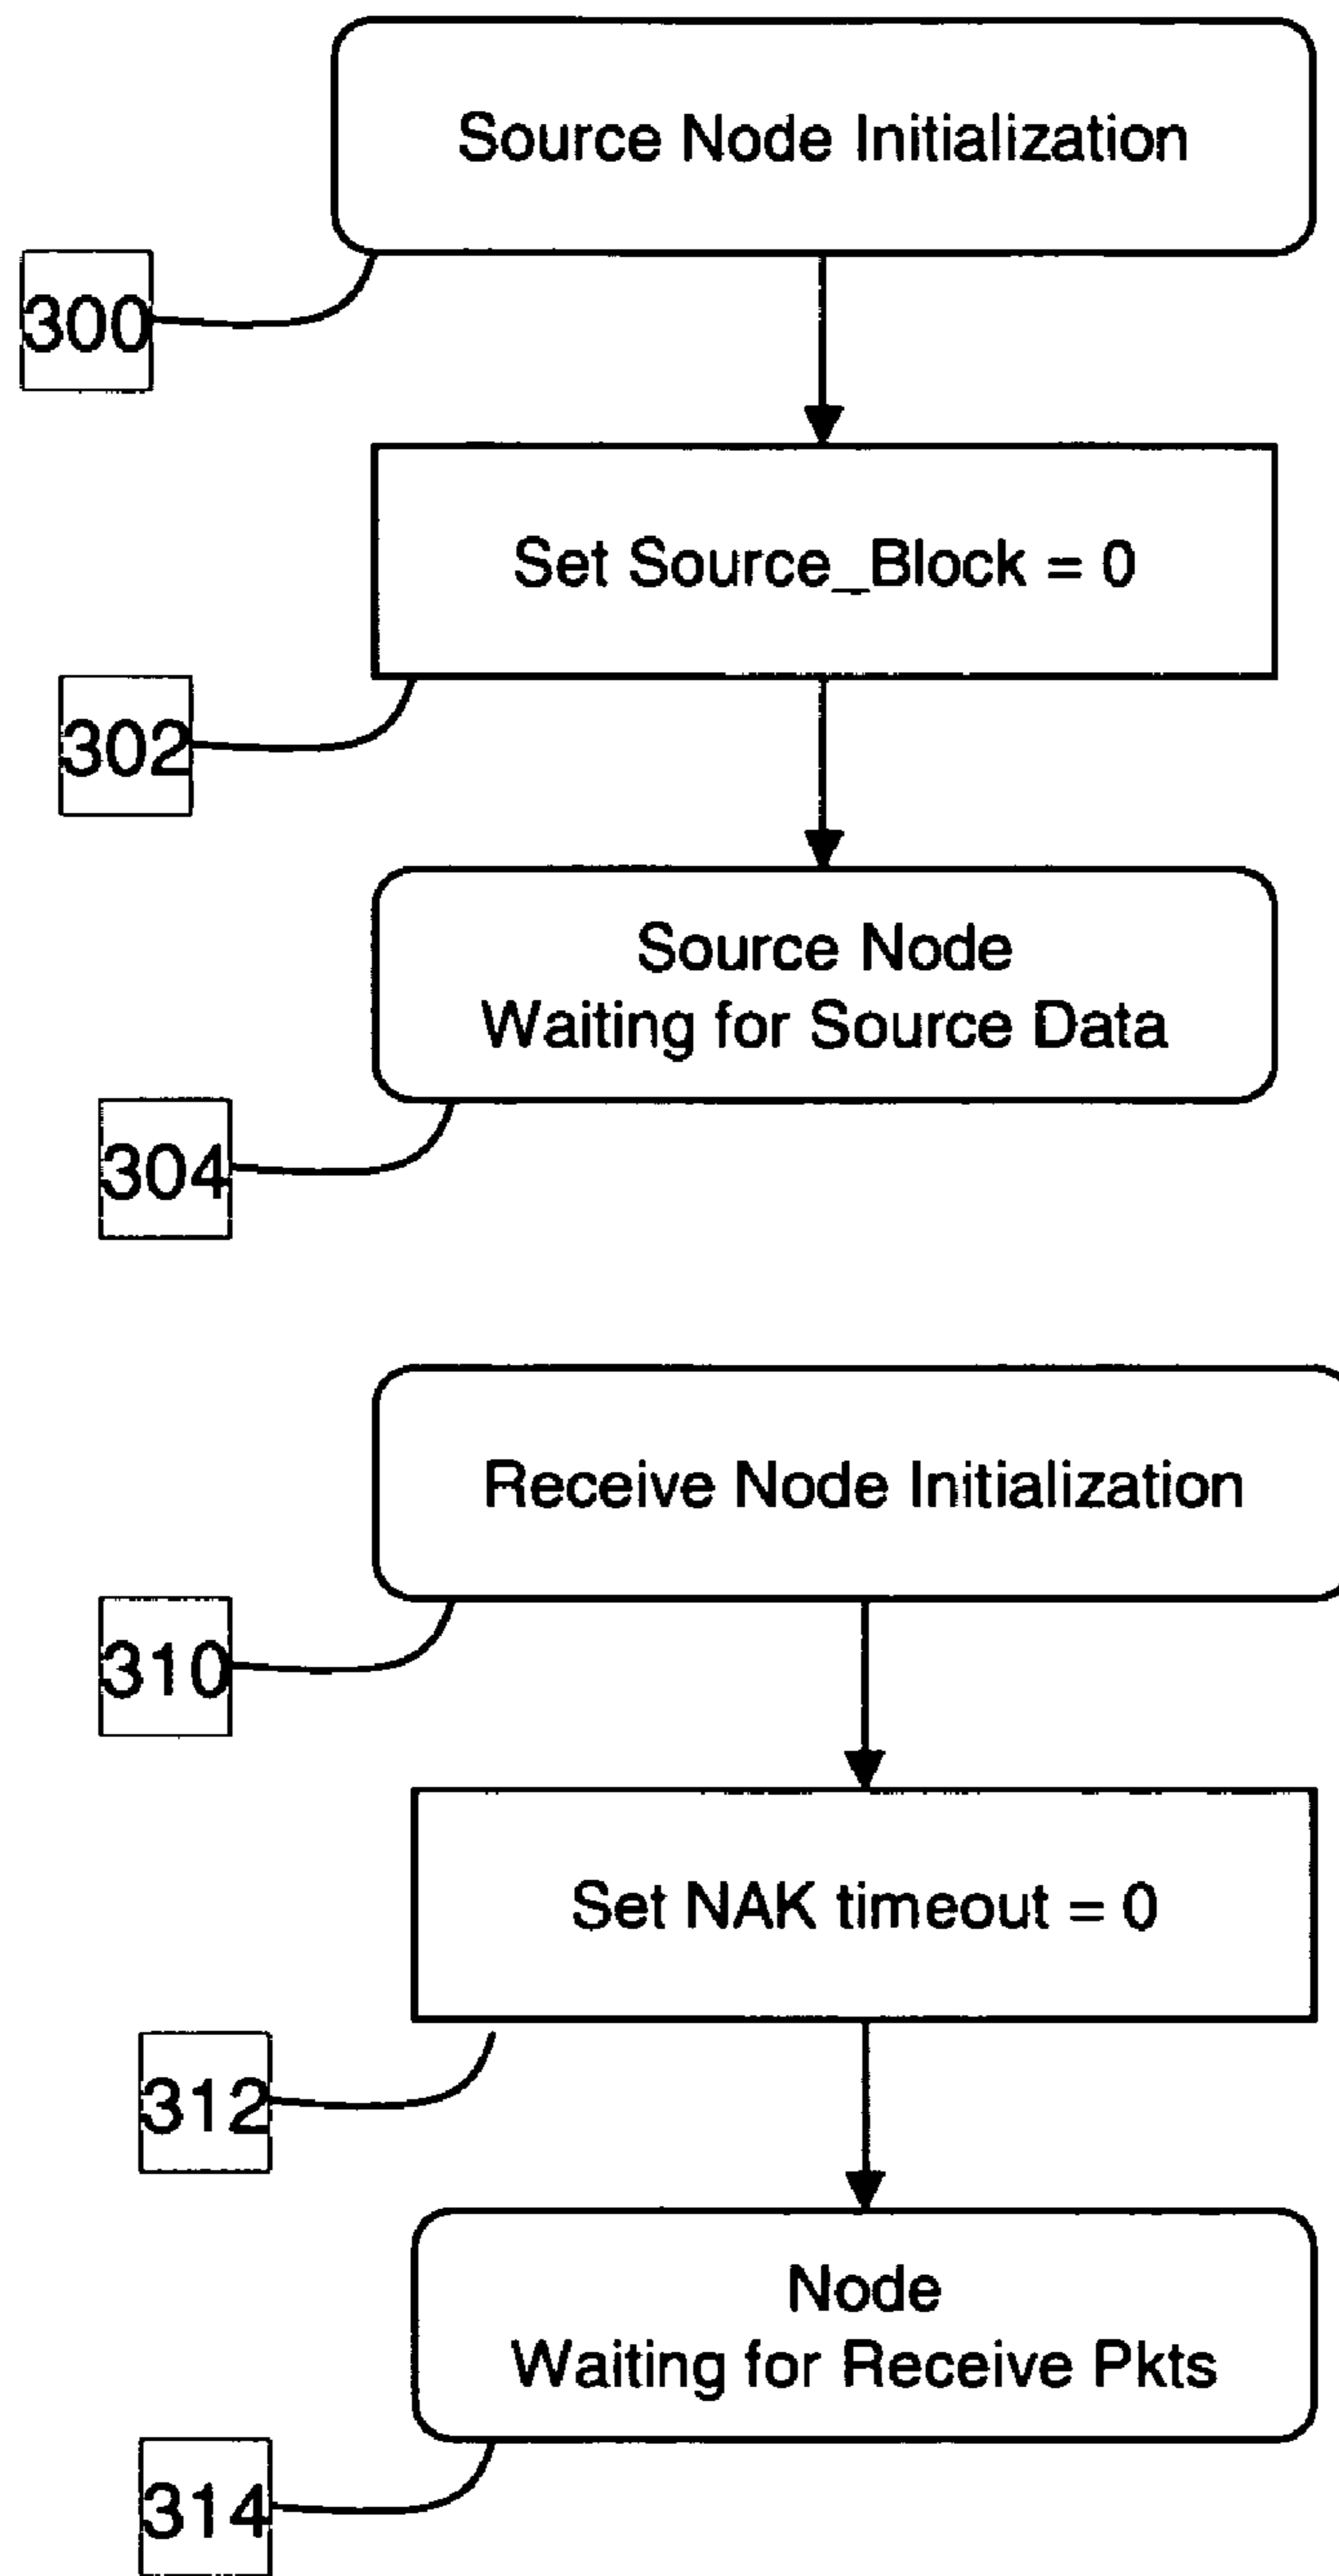 Source Node Initialization
300
Set Source_Block = 0
302
Source Node
Waiting for Source Data
304
Receive Node Initialization
310
Set NAK timeout = 0
312
Node
Waiting for Receive Pkts
314